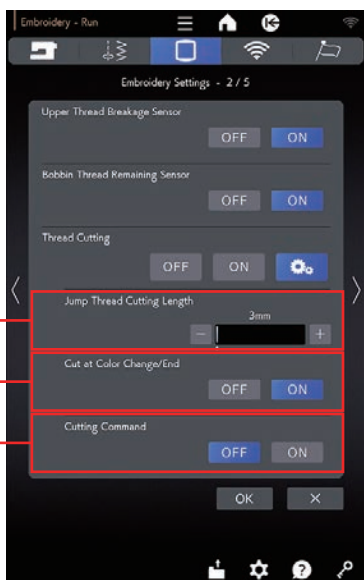 Embroidery - Run
Embroidery Settings - 2 / 5
Upper Thread Breakage Sensor
OFF ON
Bobbin Thread Remaining Sensor
OFF ON
Thread Cutting
OFF ON
Jump Thread Cutting Length
3mm
- +
Cut at Color Change/End
OFF ON
Cutting Command
OFF ON
OK ×